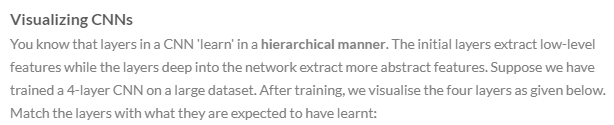 Visualizing CNNs
You know that layers in a CNN 'learn' in a hierarchical manner. The initial layers extract low-level
features while the layers deep into the network extract more abstract features. Suppose we have
trained a 4-layer CNN on a large dataset. After training, we visualise the four layers as given below.
Match the layers with what they are expected to have learnt: